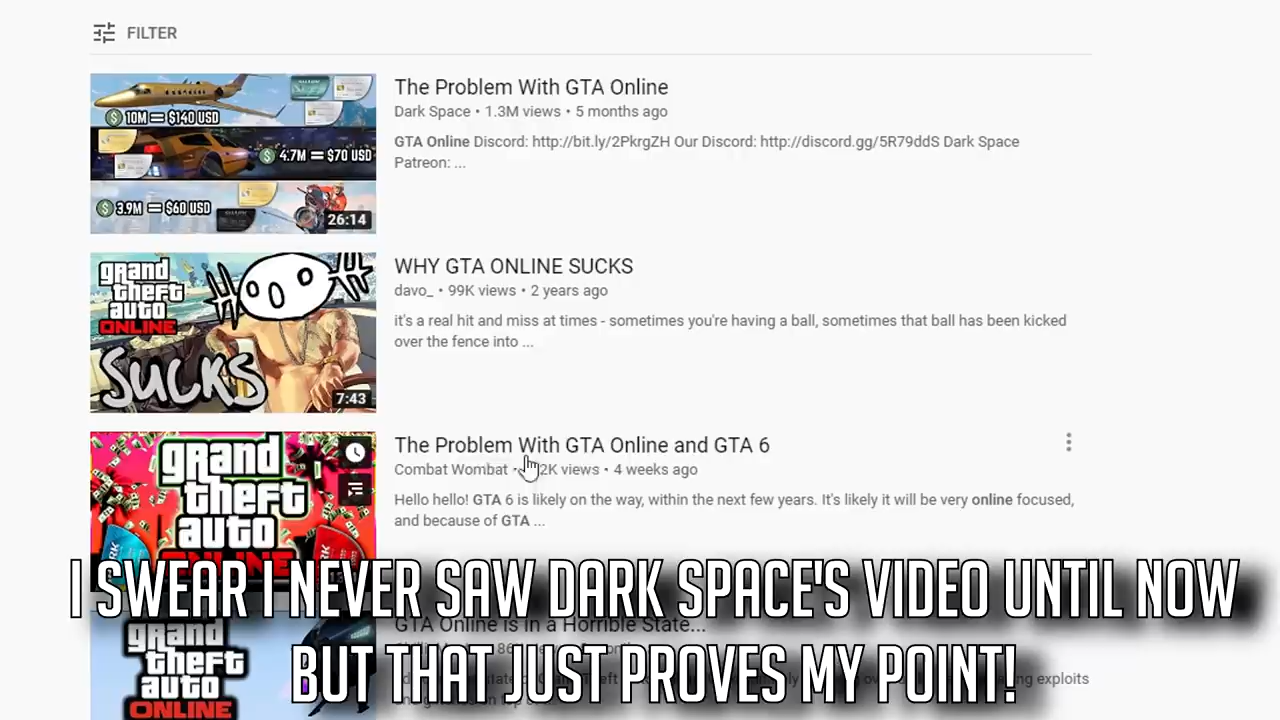 FILTER
The Problem With GTA Online
Dark Space • 1.3M views • 5 months ago
GTA Online Discord: http://bit.ly/2PkrgZH Our Discord: http://discord.gg/5R79ddS Dark Space
Patreon: ...
$ 10M = $140 USD
$ 4.7M = $70 USD
$ 3.9M = $60 USD
26:14
WHY GTA ONLINE SUCKS
davo_ • 99K views • 2 years ago
it's a real hit and miss at times - sometimes you're having a ball, sometimes that ball has been kicked
over the fence into ...
grand
theft
auto
ONLINE
SUCKS
7:43
The Problem With GTA Online and GTA 6
Combat Wombat • 2K views • 4 weeks ago
Hello hello! GTA 6 is likely on the way, within the next few years. It's likely it will be very online focused,
and because of GTA ...
grand
theft
auto
ONLINE
I SWEAR I NEVER SAW DARK SPACE'S VIDEO UNTIL NOW
BUT THAT JUST PROVES MY POINT!
GTA Online is in a Horrible State...
exploits
grand
theft
auto
ONLINE